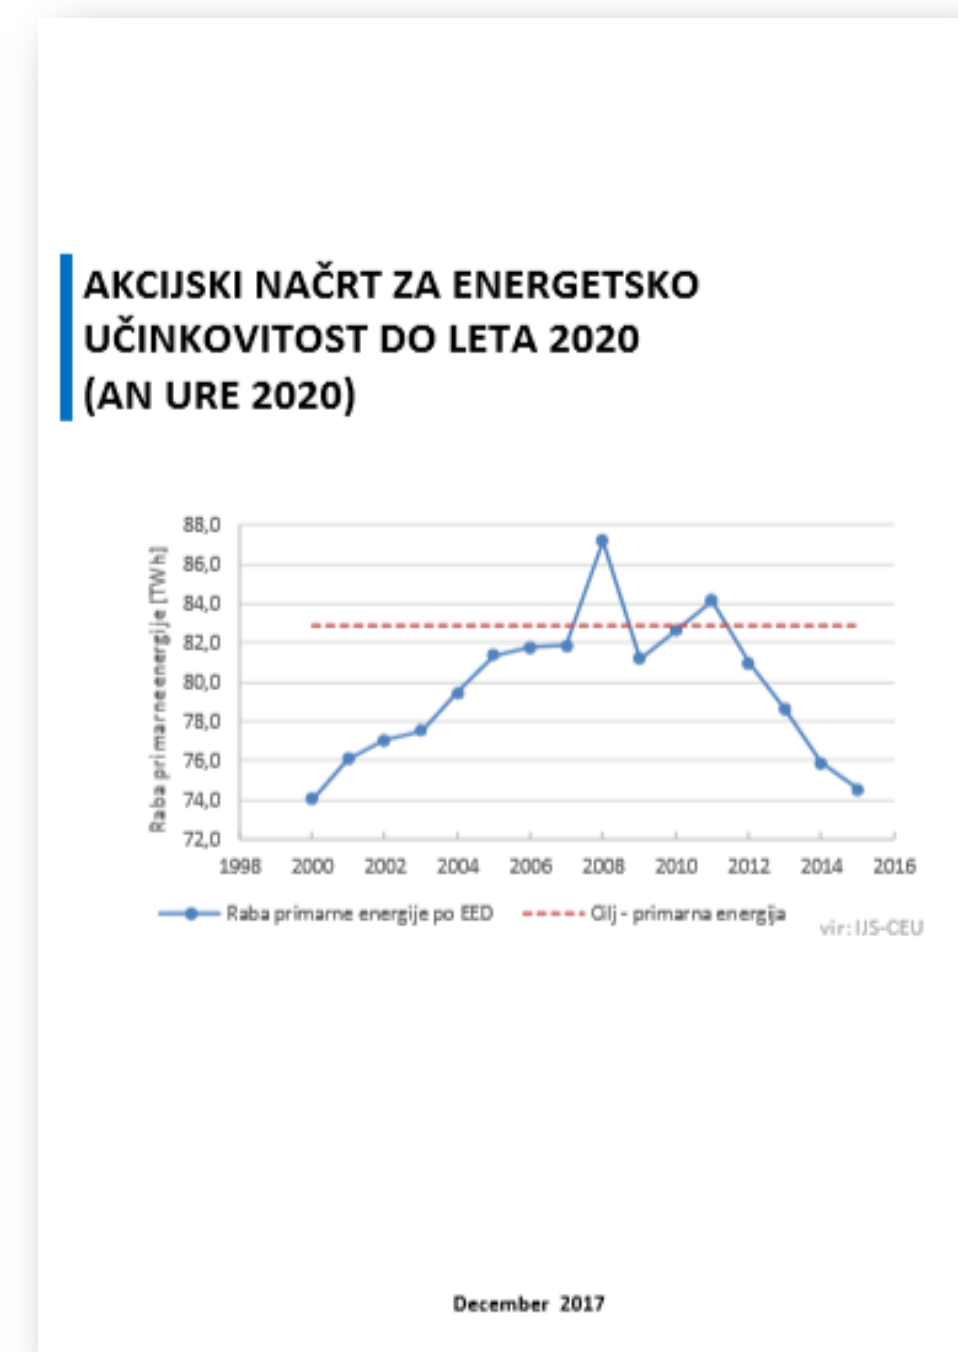 AKCIJSKI NAČRT ZA ENERGETSKO
UČINKOVITOST DO LETA 2020
(AN URE 2020)
Raba primarne energije [TWh]
88,0
86,0
84,0
82,0
80,0
78,0
76,0
74,0
72,0
1998 2000 2002 2004 2006 2008 2010 2012 2014 2016
Raba primarne energije po EED Cilj - primarna energija
vir: IJS-CEU
December 2017